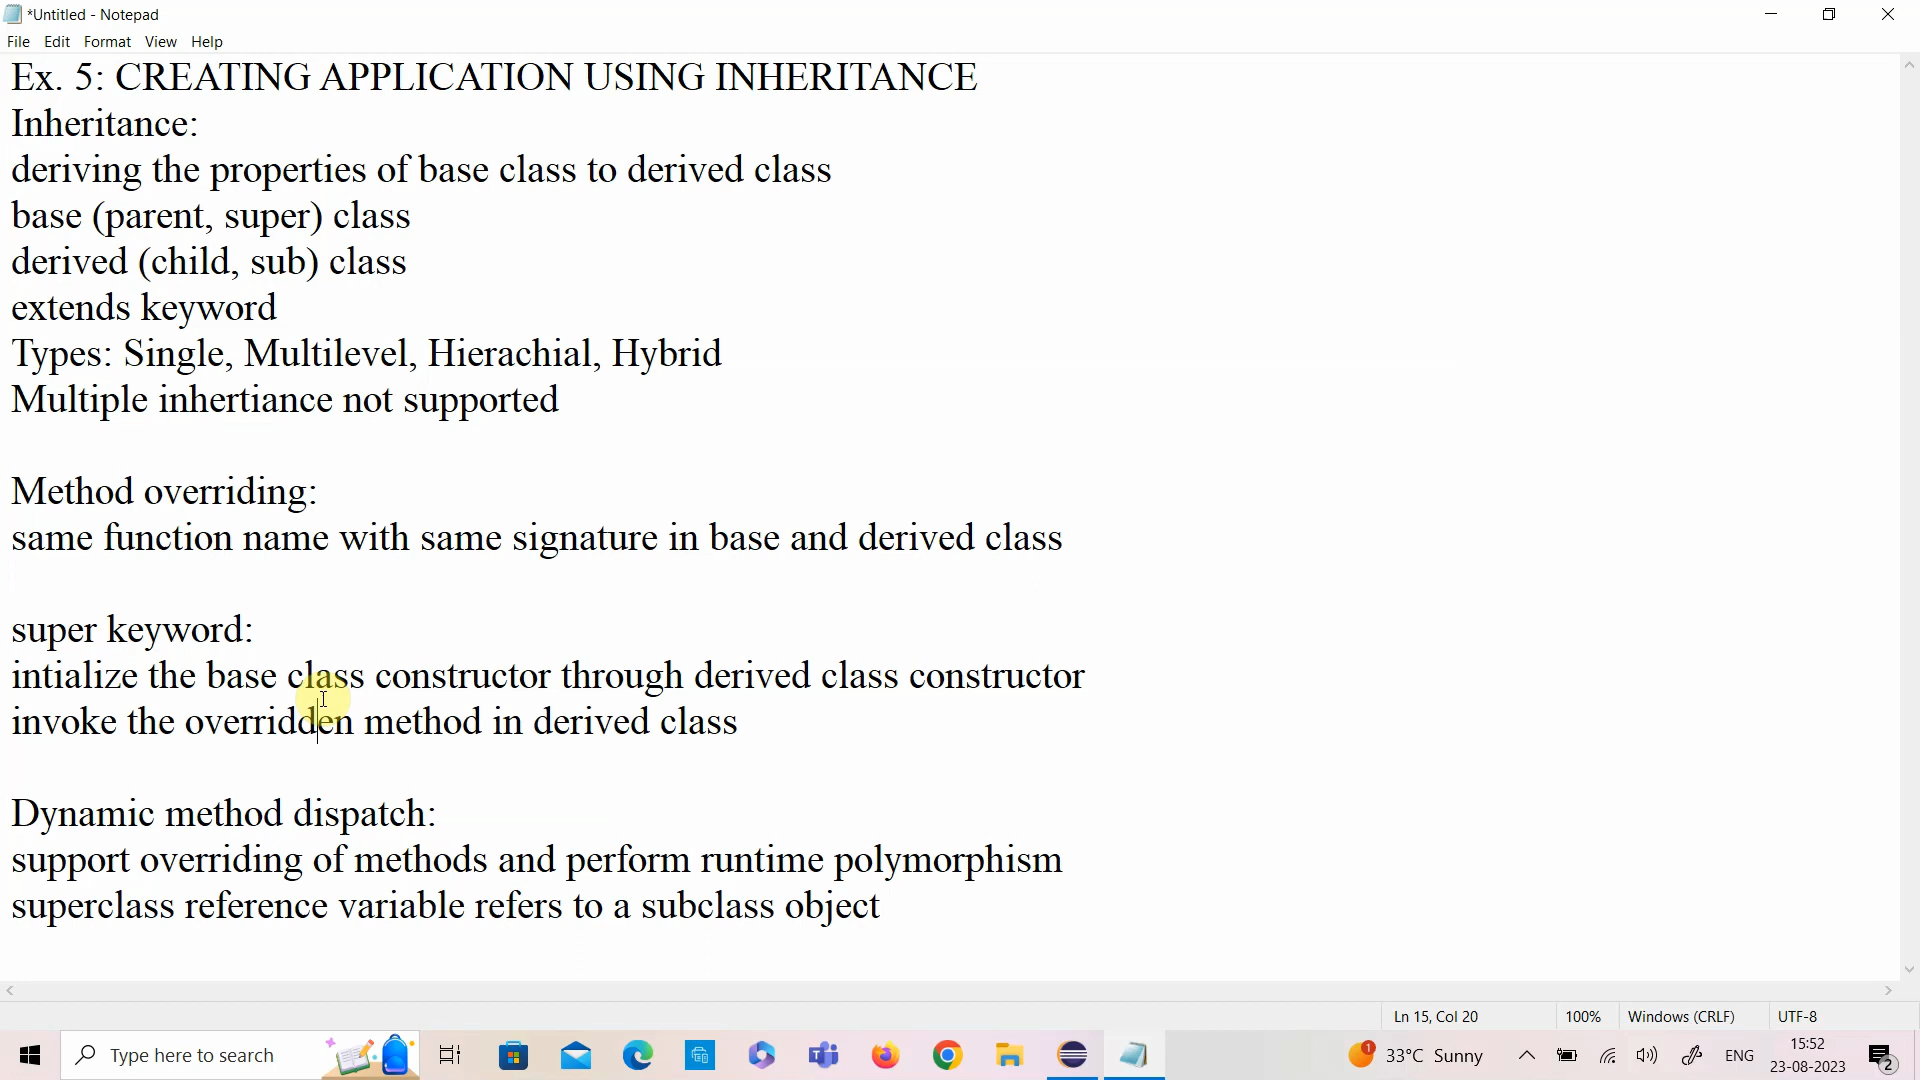 *Untitled - Notepad
File Edit Format View Help
Ex. 5: CREATING APPLICATION USING INHERITANCE
Inheritance:
deriving the properties of base class to derived class
base (parent, super) class
derived (child, sub) class
extends keyword
Types: Single, Multilevel, Hierachial, Hybrid
Multiple inhertiance not supported
Method overriding:
same function name with same signature in base and derived class
super keyword:
intialize the base class constructor through derived class constructor
invoke the overridden method in derived class
Dynamic method dispatch:
support overriding of methods and perform runtime polymorphism
superclass reference variable refers to a subclass object
Ln 15, Col 20 100% Windows (CRLF) UTF-8
Type here to search 1 33°C Sunny ENG 15:52 2
23-08-2023